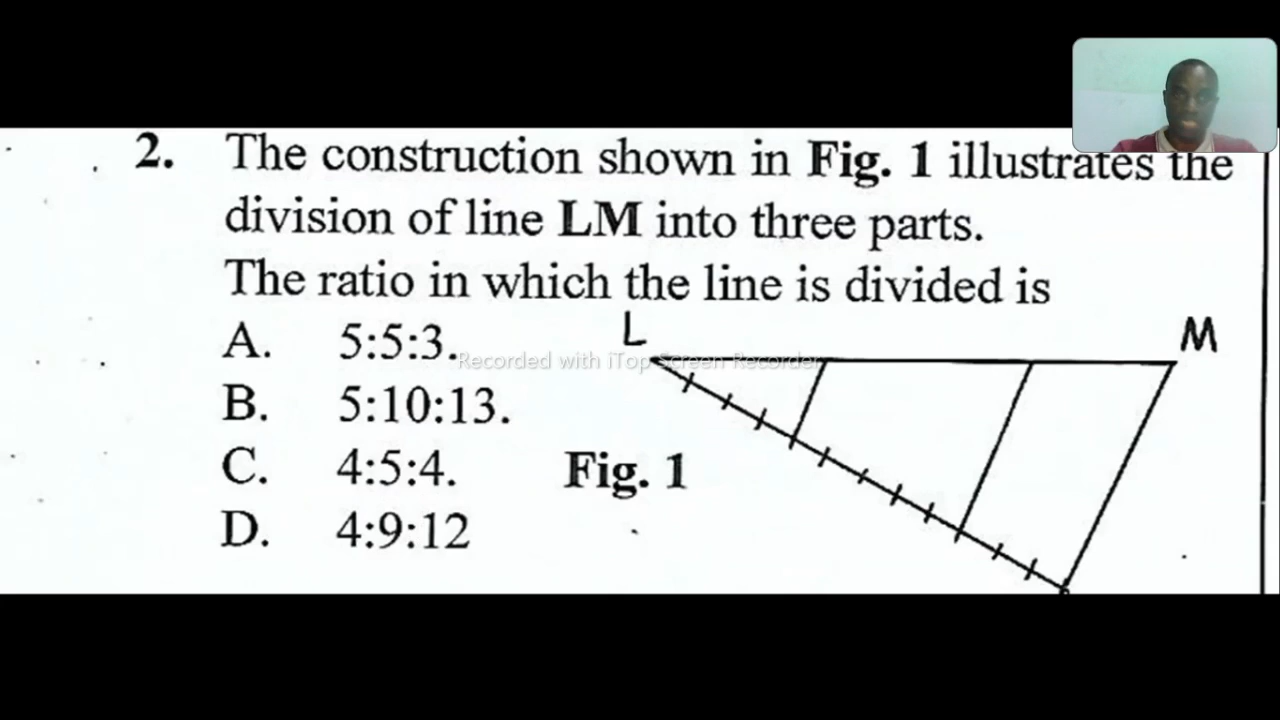 2. The construction shown in Fig. 1 illustrates the
division of line LM into three parts.
The ratio in which the line is divided is
A. 5:5:3.
B. 5:10:13.
C. 4:5:4.
D. 4:9:12
L
M
Fig. 1
Recorded with iTop Screen Recorder